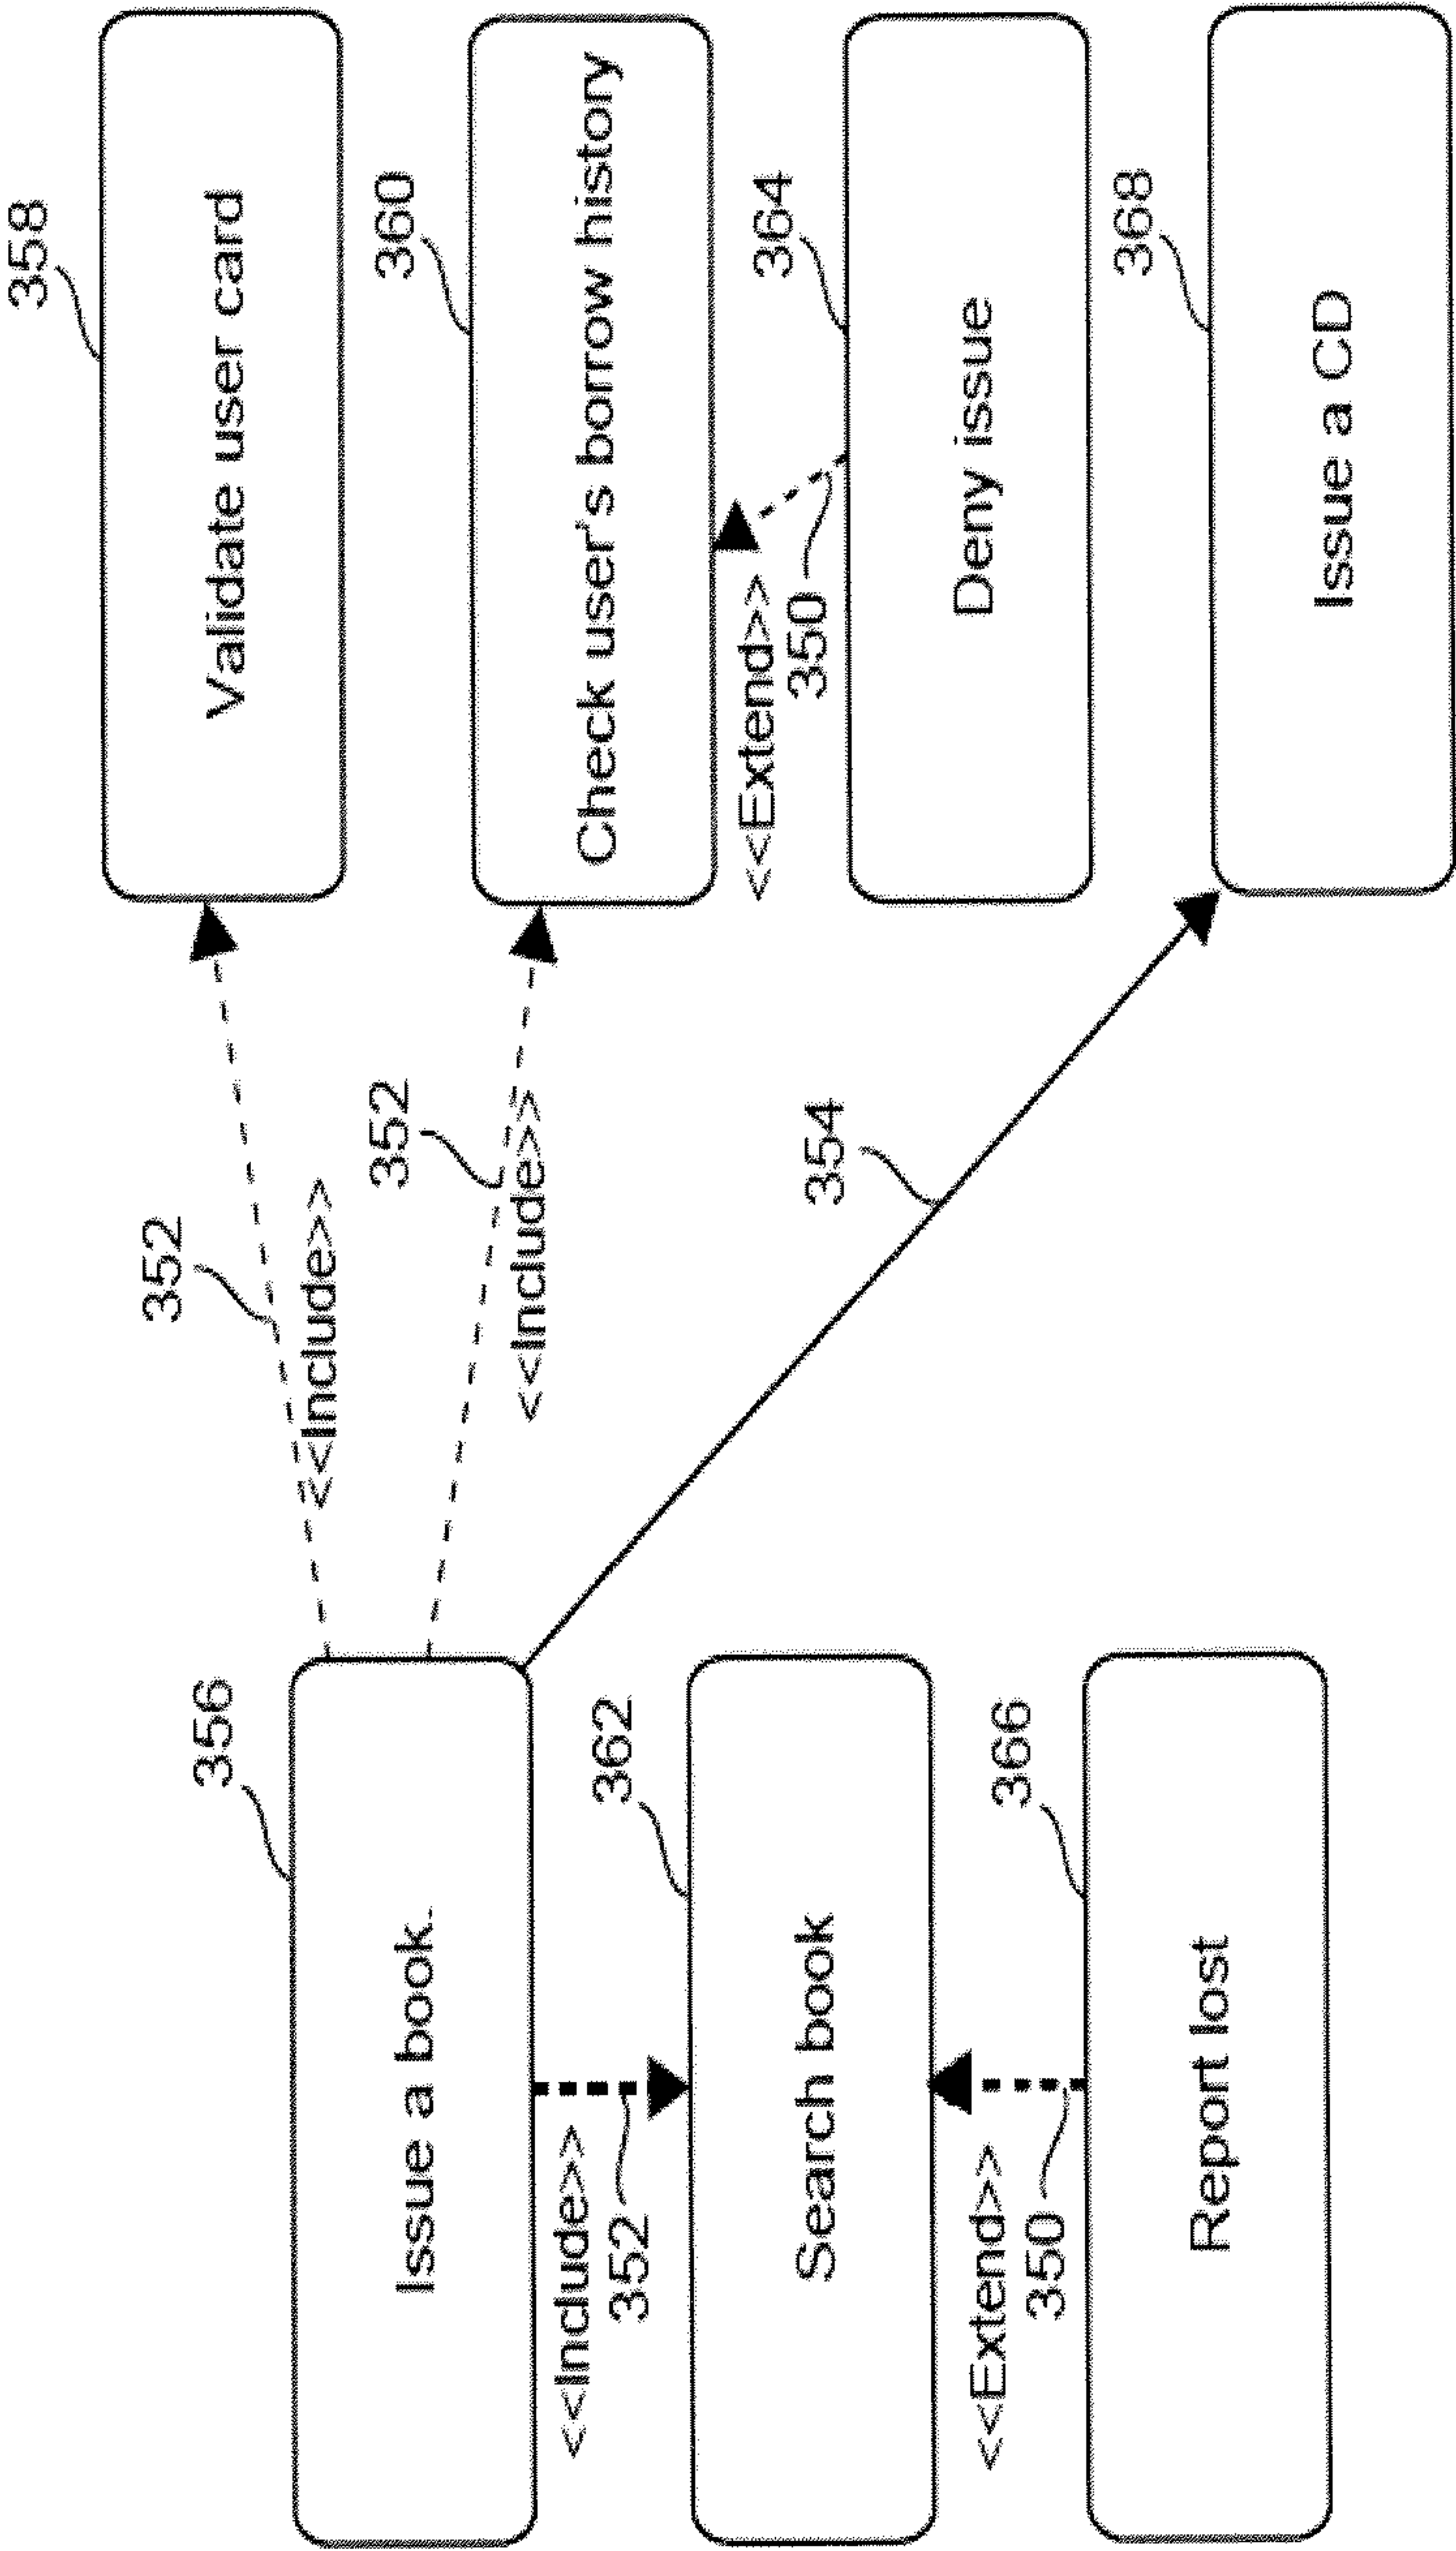 358
Validate user card
352
<<Include>>
356
Issue a book.
352
<<Include>>
360
Check user's borrow history
<<Include>>
352
362
Search book
<<Extend>>
350
364
Deny issue
354
<<Extend>>
350
366
Report lost
368
Issue a CD